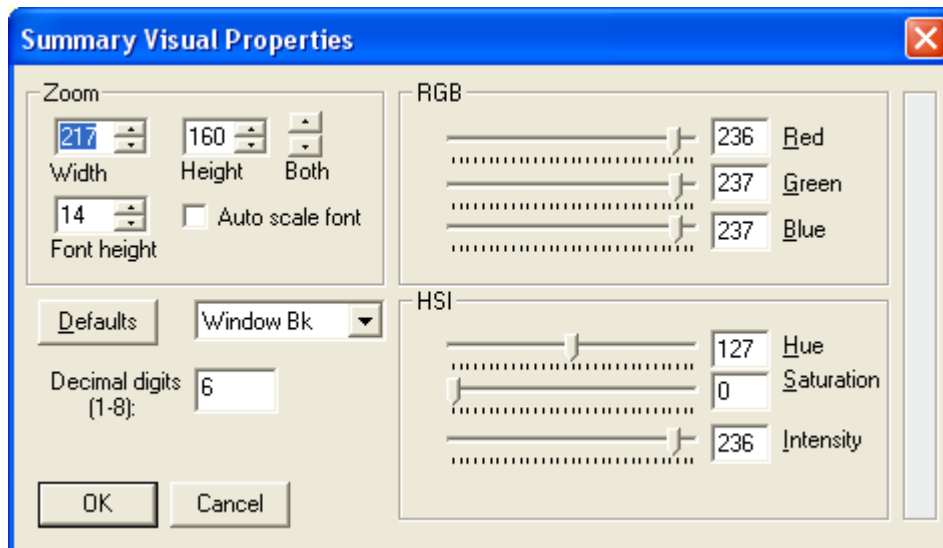 Summary Visual Properties
Zoom
217
160
Width
Height
Both
14
Auto scale font
Font height
Defaults
Window Bk
Decimal digits
(1-8):
6
OK
Cancel
RGB
236 Red
237 Green
237 Blue
HSI
127 Hue
0 Saturation
236 Intensity